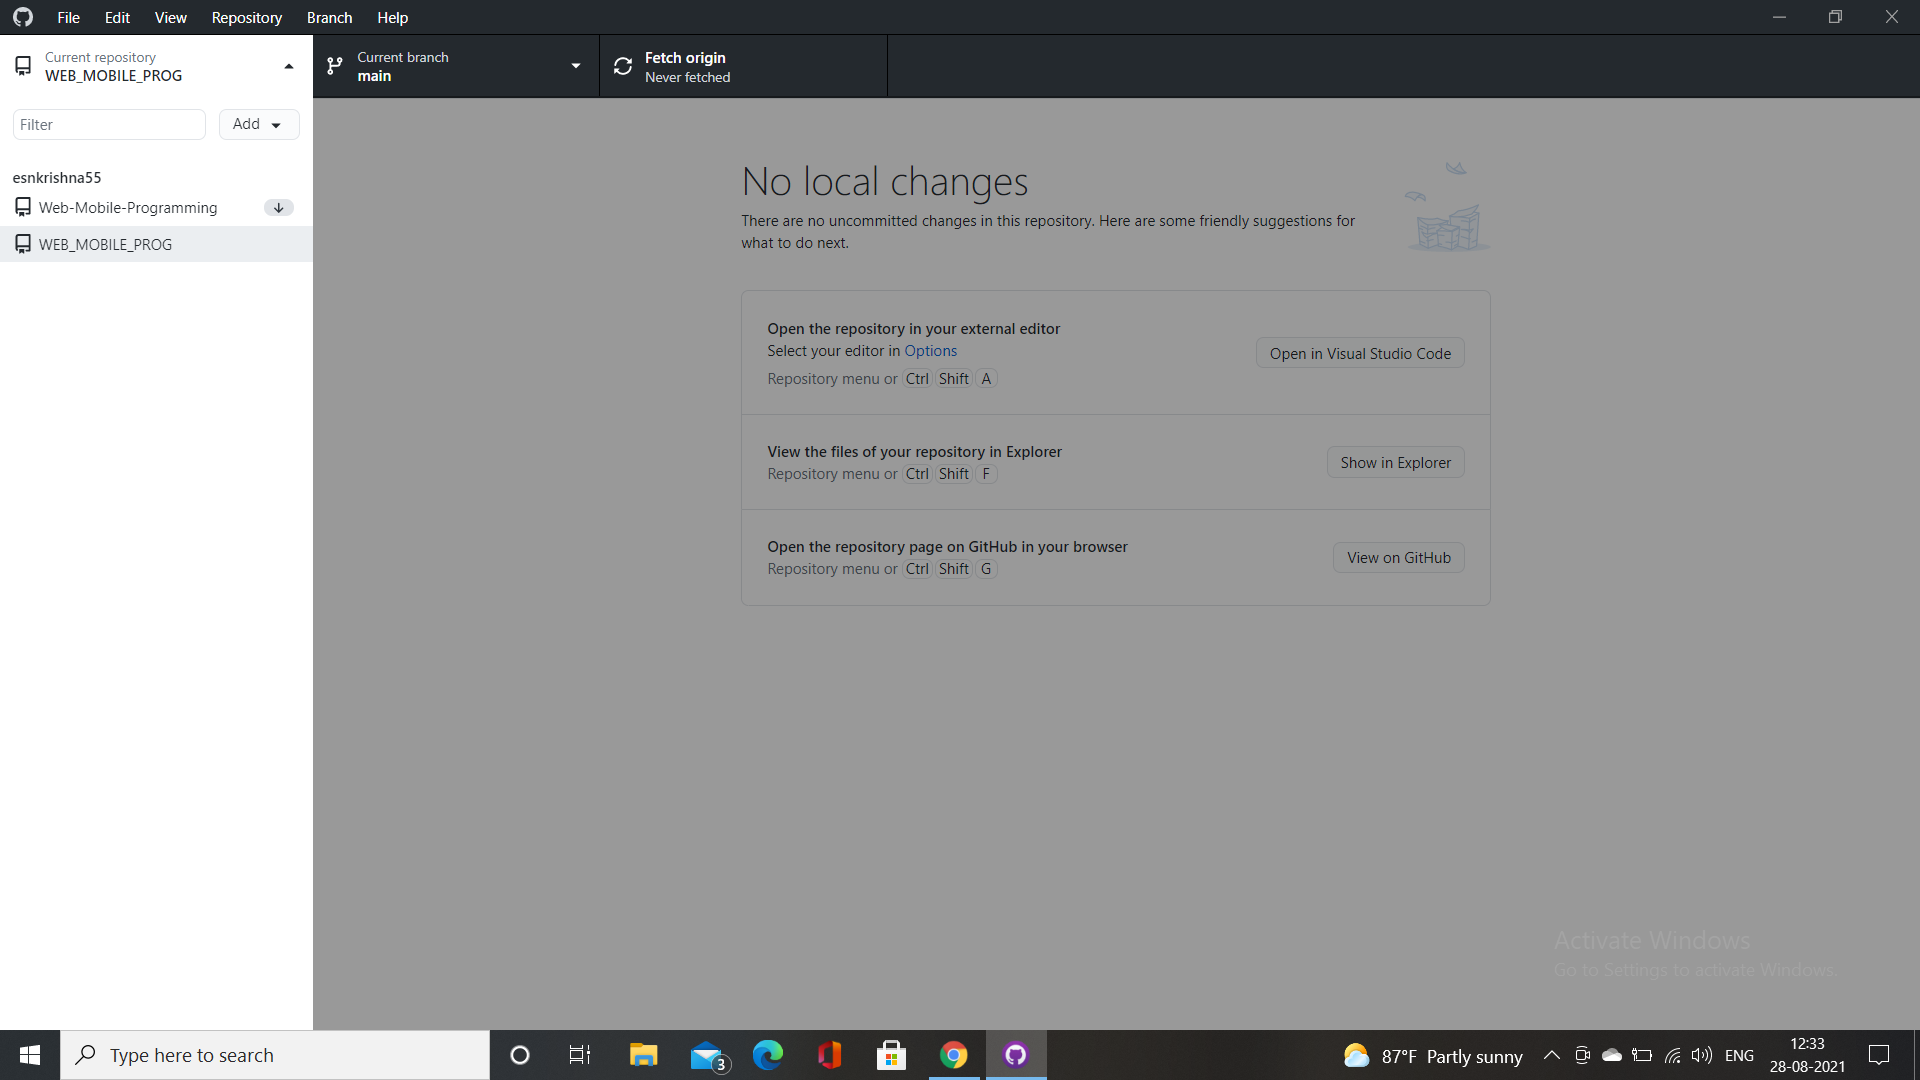 File Edit View Repository Branch Help
Current repository
WEB_MOBILE_PROG
Current branch
main
Fetch origin
Never fetched
Filter
Add
esnkrishna55
Web-Mobile-Programming
WEB_MOBILE_PROG
No local changes
There are no uncommitted changes in this repository. Here are some friendly suggestions for
what to do next.
Open the repository in your external editor
Select your editor in Options
Repository menu or Ctrl Shift A
Open in Visual Studio Code
View the files of your repository in Explorer
Repository menu or Ctrl Shift F
Show in Explorer
Open the repository page on GitHub in your browser
Repository menu or Ctrl Shift G
View on GitHub
Activate Windows
Go to Settings to activate Windows.
Type here to search
3
87°F Partly sunny
ENG
12:33
28-08-2021